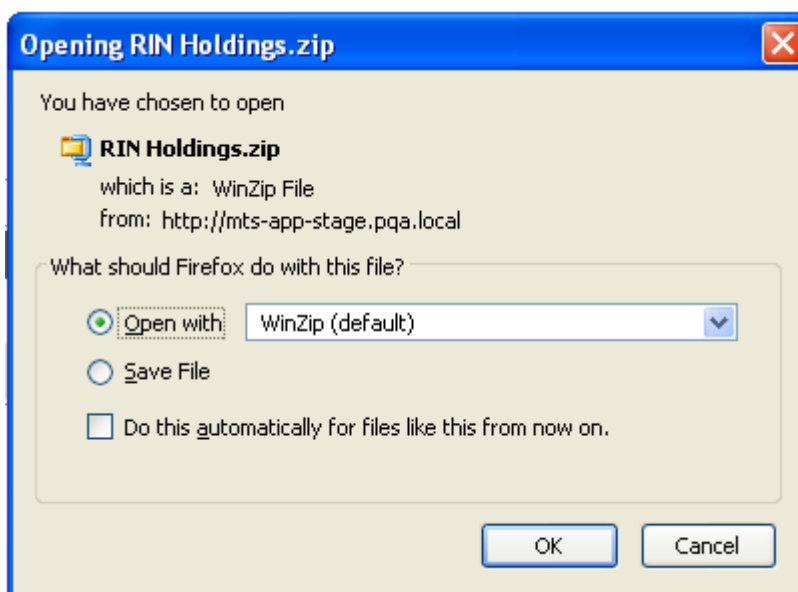 Opening RIN Holdings.zip
You have chosen to open
RIN Holdings.zip
which is a: WinZip File
from: http://mts-app-stage.pqa.local
What should Firefox do with this file?
Open with WinZip (default)
Save File
Do this automatically for files like this from now on.
OK Cancel